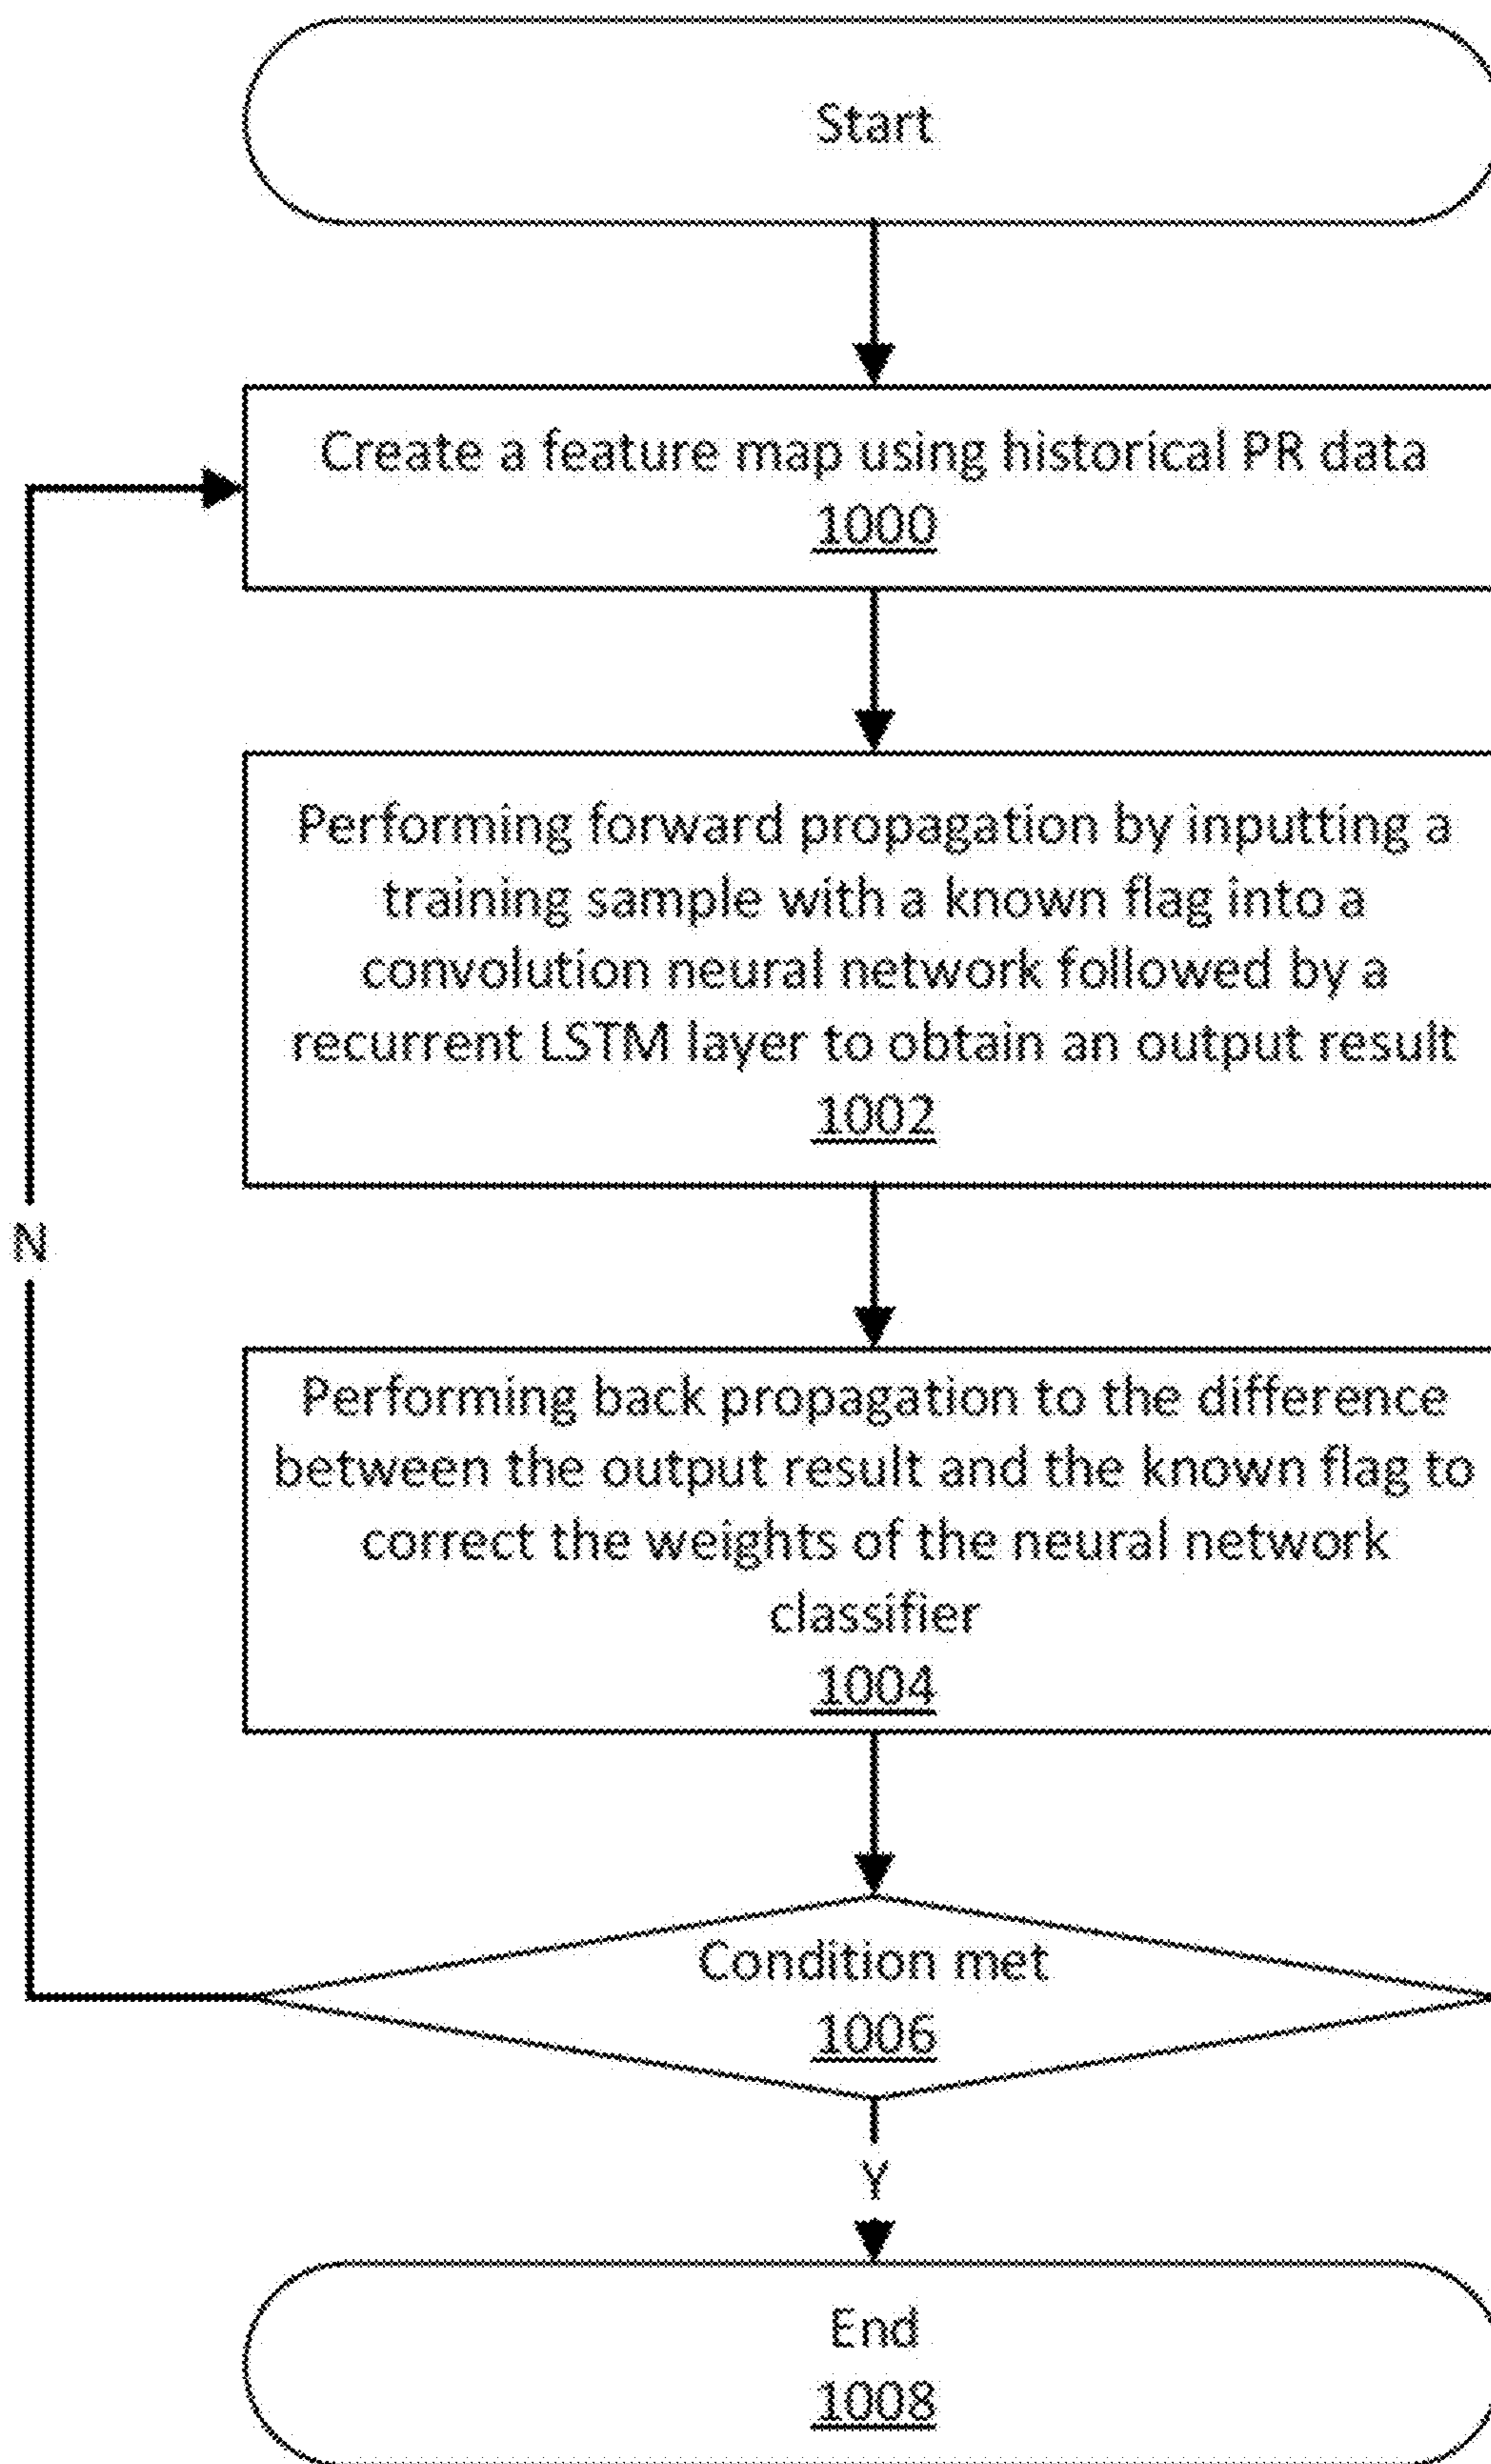 Start
Create a feature map using historical PR data
1000
Performing forward propagation by inputting a
training sample with a known flag into a
convolution neural network followed by a
recurrent LSTM layer to obtain an output result
1002
N
Performing back propagation to the difference
between the output result and the known flag to
correct the weights of the neural network
classifier
1004
Condition met
1006
Y
End
1008